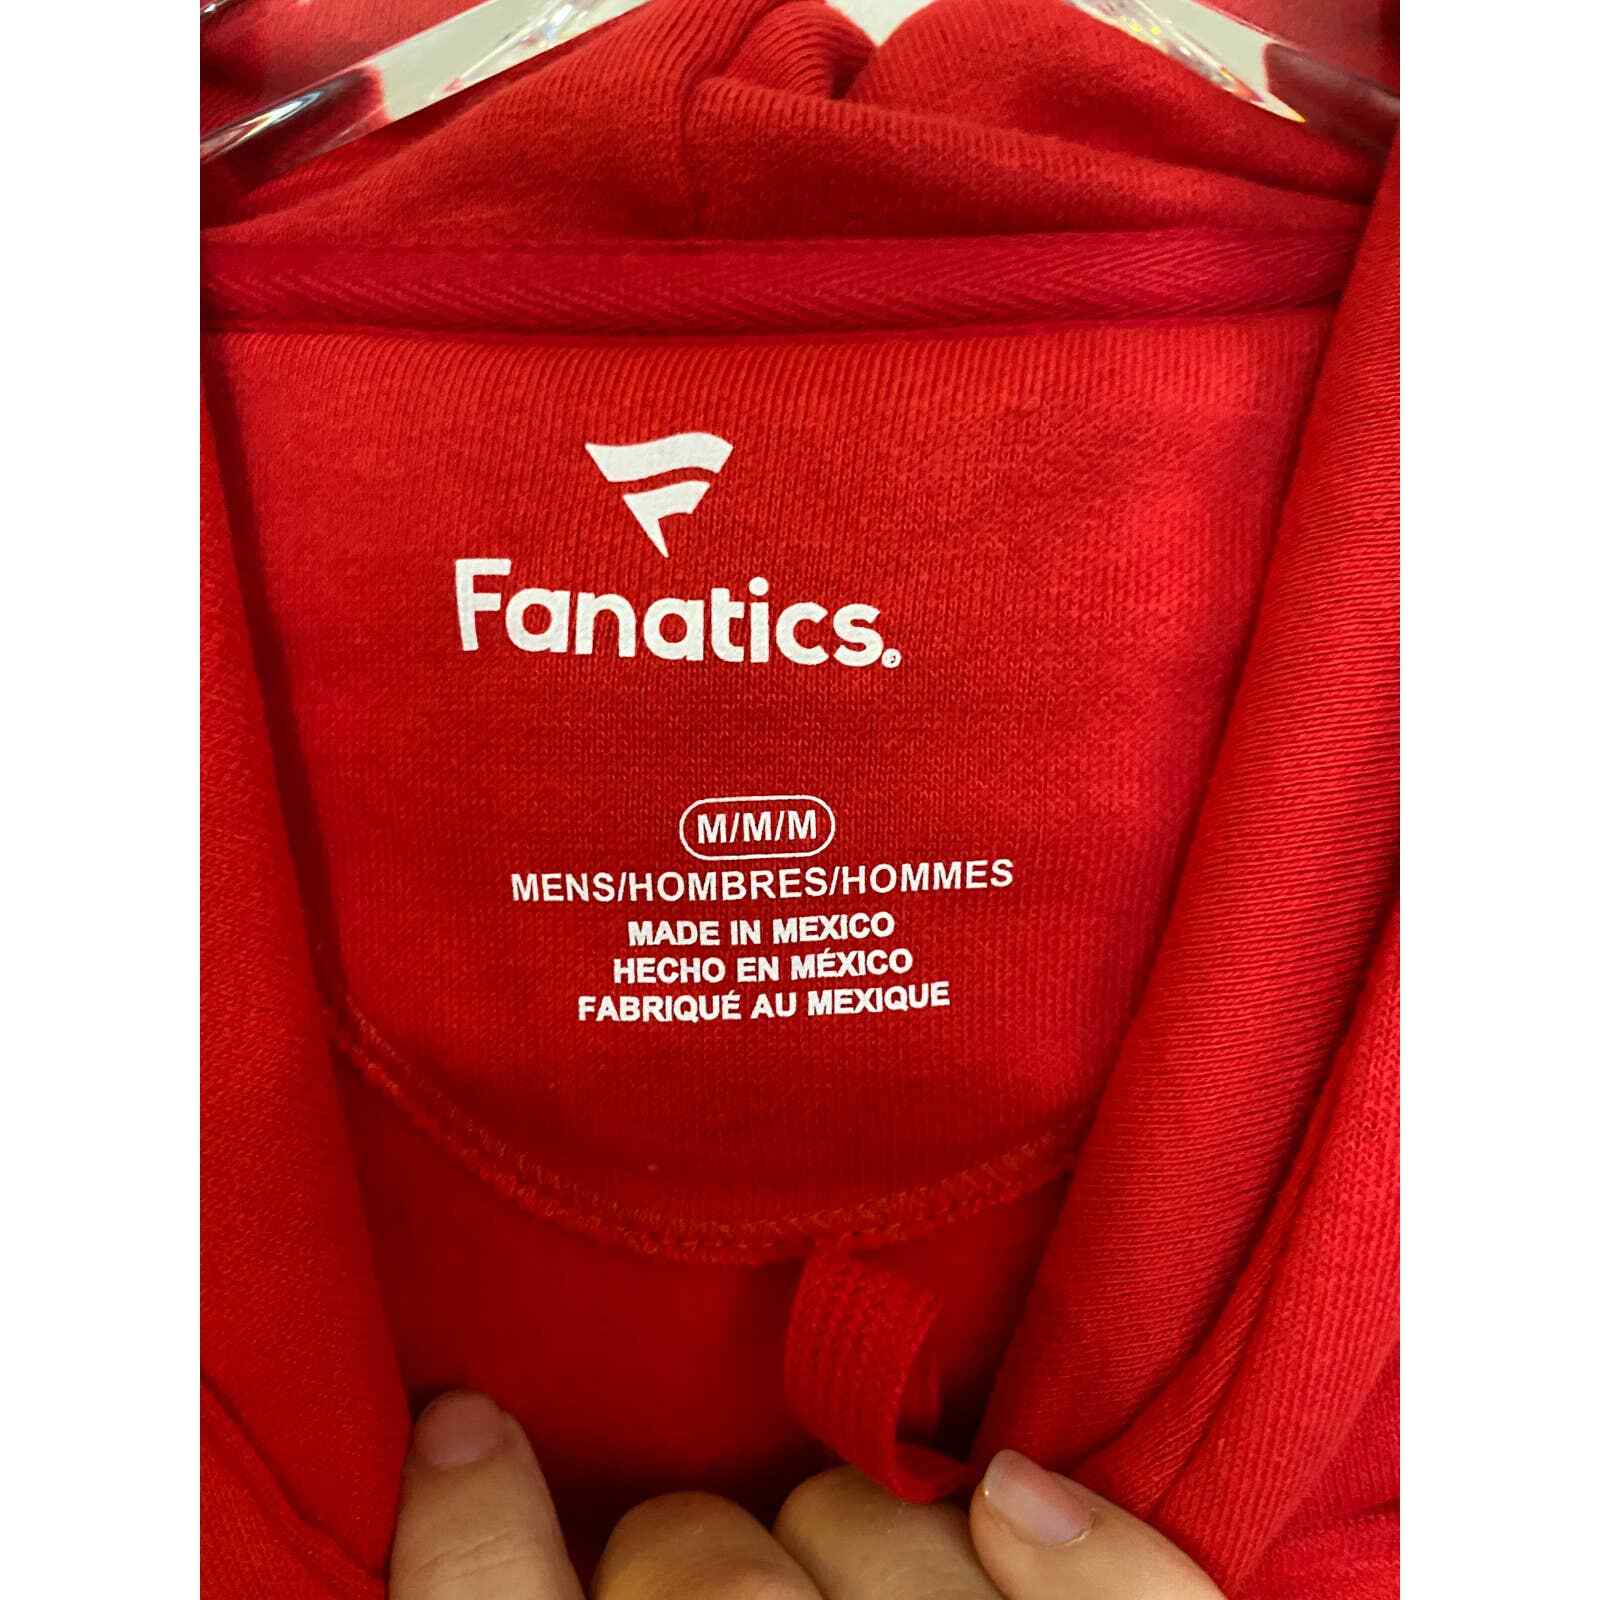 Fanatics.
M/M/M
MENS/HOMBRES/HOMMES
MADE IN MEXICO
HECHO EN MÉXICO
FABRIQUÉ AU MEXIQUE